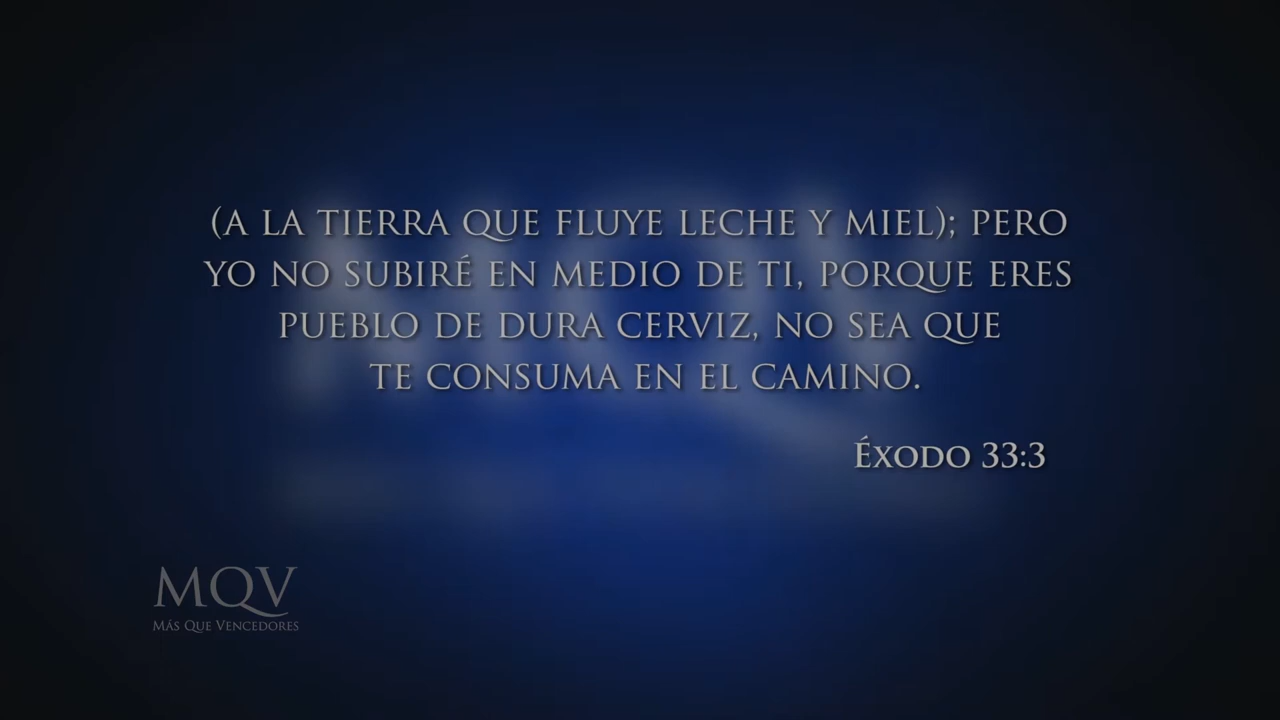 (A LA TIERRA QUE FLUYE LECHE Y MIEL); PERO
YO NO SUBIRÉ EN MEDIO DE TI, PORQUE ERES
PUEBLO DE DURA CERVIZ, NO SEA QUE
TE CONSUMA EN EL CAMINO.
ÉXODO 33:3
MQV
MÁS QUE VENCEDORES